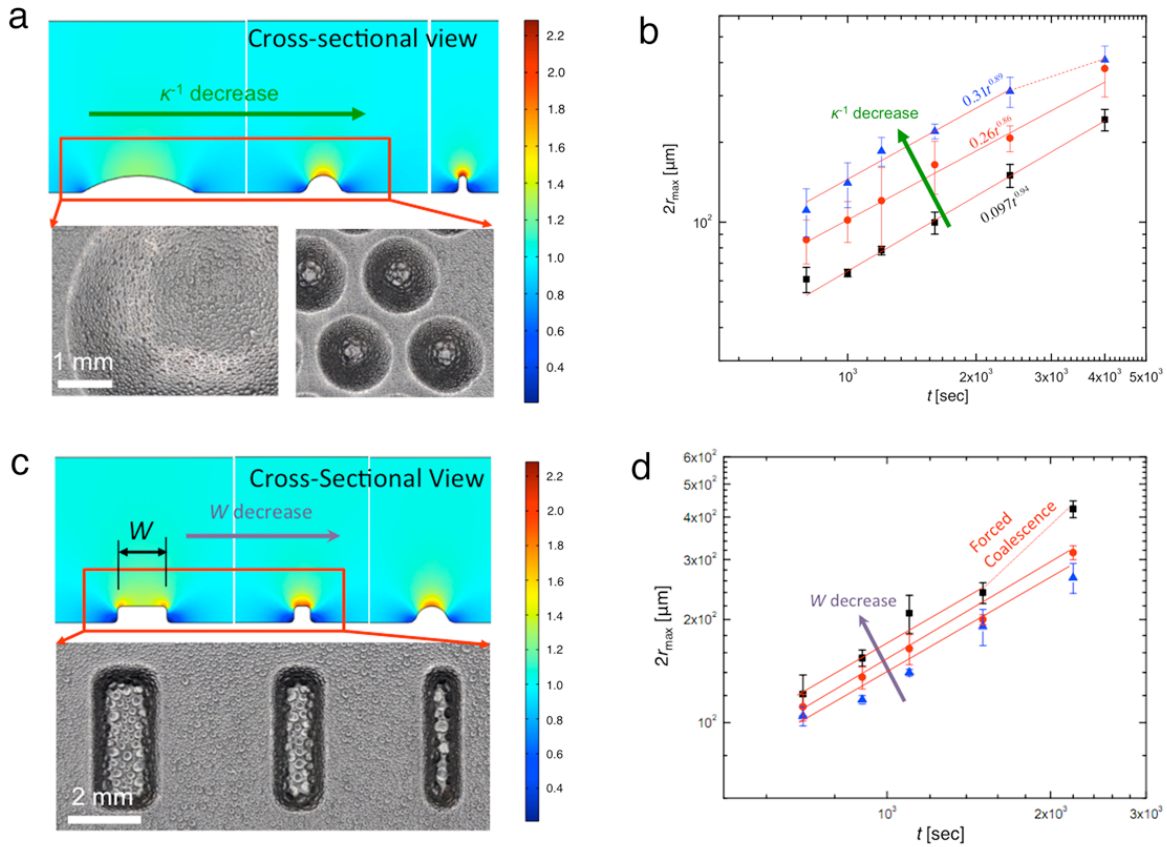 a
Cross-sectional view
κ⁻¹ decrease
2.2
2.0
1.8
1.6
1.4
1.2
1.0
0.8
0.6
0.4
1 mm
b
2r_max [µm]
10²
κ⁻¹ decrease
0.31t^0.89
0.26t^0.86
0.097t^0.94
10³
2x10³
3x10³
4x10³
5x10³
t [sec]
c
Cross-Sectional View
W
W decrease
2.2
2.0
1.8
1.6
1.4
1.2
1.0
0.8
0.6
0.4
2 mm
d
2r_max [µm]
6x10²
5x10²
4x10²
3x10²
2x10²
10²
Forced
Coalescence
W decrease
10³
2x10³
3x10³
t [sec]